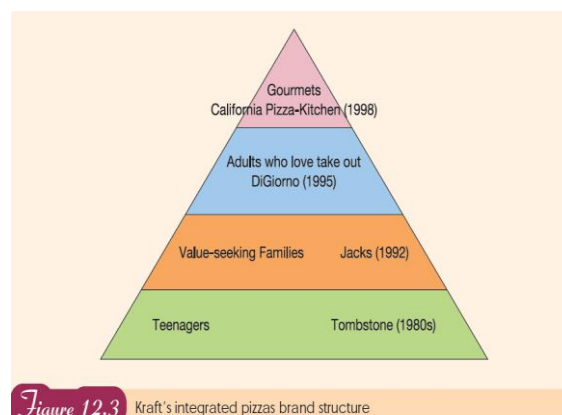 Gourmets
California Pizza-Kitchen (1998)
Adults who love take out
DiGiorno (1995)
Value-seeking Families Jacks (1992)
Teenagers Tombstone (1980s)
Figure 12.3 Kraft's integrated pizzas brand structure